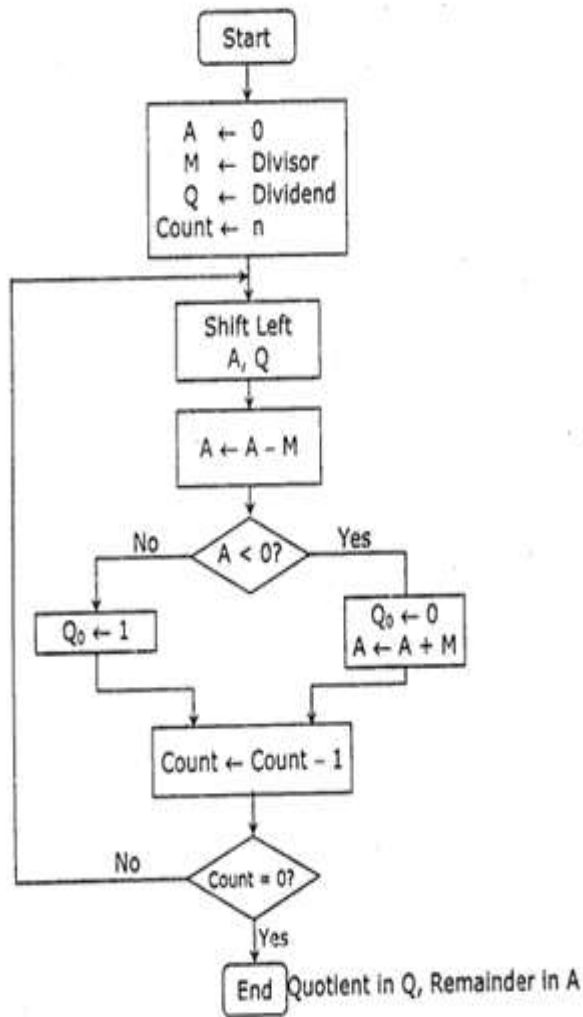 Start
A ← 0
M ← Divisor
Q ← Dividend
Count ← n
Shift Left
A, Q
A ← A – M
A < 0?
No
Yes
Q₀ ← 1
Q₀ ← 0
A ← A + M
Count ← Count – 1
Count = 0?
No
Yes
End
Quotient in Q, Remainder in A